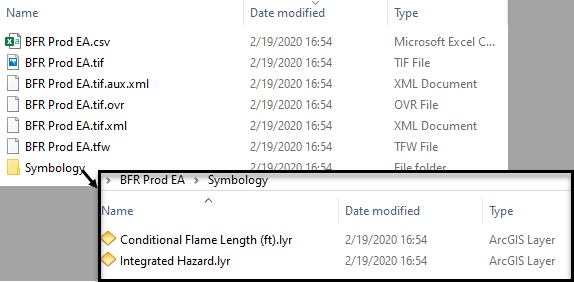 Name Date modified Type
BFR Prod EA.csv 2/19/2020 16:54 Microsoft Excel C...
BFR Prod EA.tif 2/19/2020 16:54 TIF File
BFR Prod EA.tif.aux.xml 2/19/2020 16:54 XML Document
BFR Prod EA.tif.ovr 2/19/2020 16:54 OVR File
BFR Prod EA.tif.xml 2/19/2020 16:54 XML Document
BFR Prod EA.tfw 2/19/2020 16:54 TFW File
Symbology 2/19/2020 16:54 File folder
BFR Prod EA > Symbology
Name Date modified Type
Conditional Flame Length (ft).lyr 2/19/2020 16:54 ArcGIS Layer
Integrated Hazard.lyr 2/19/2020 16:54 ArcGIS Layer